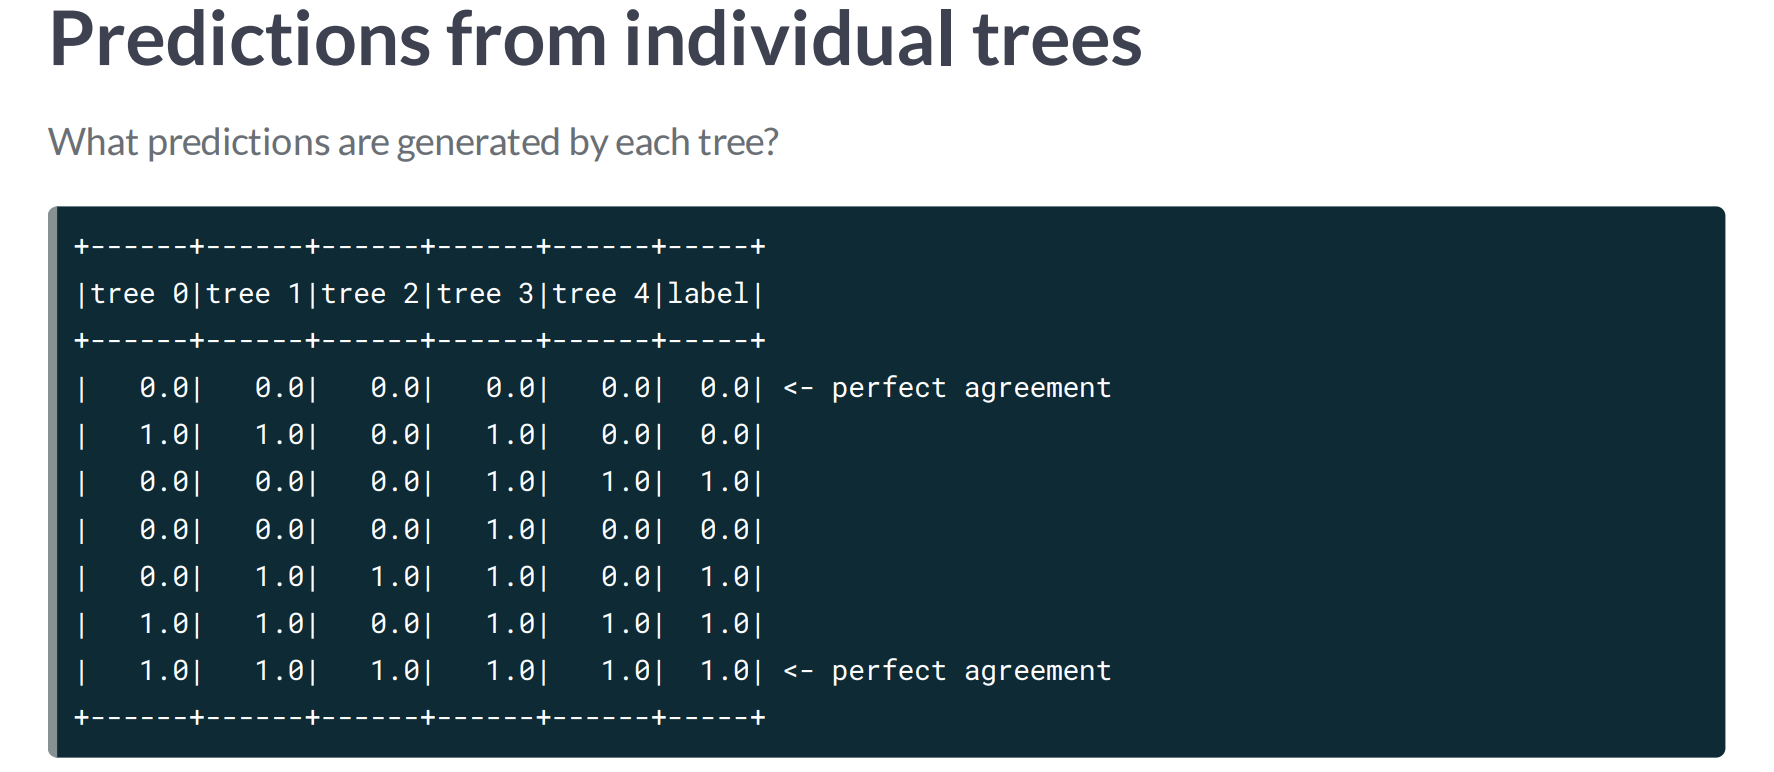 Predictions from individual trees
What predictions are generated by each tree?
+------+------+------+------+------+-----+
|tree 0|tree 1|tree 2|tree 3|tree 4|label|
+------+------+------+------+------+-----+
|   0.0|   0.0|   0.0|   0.0|   0.0|  0.0| <- perfect agreement
|   1.0|   1.0|   0.0|   1.0|   0.0|  0.0|
|   0.0|   0.0|   0.0|   1.0|   1.0|  1.0|
|   0.0|   0.0|   0.0|   1.0|   0.0|  0.0|
|   0.0|   1.0|   1.0|   1.0|   0.0|  1.0|
|   1.0|   1.0|   0.0|   1.0|   1.0|  1.0|
|   1.0|   1.0|   1.0|   1.0|   1.0|  1.0| <- perfect agreement
+------+------+------+------+------+-----+